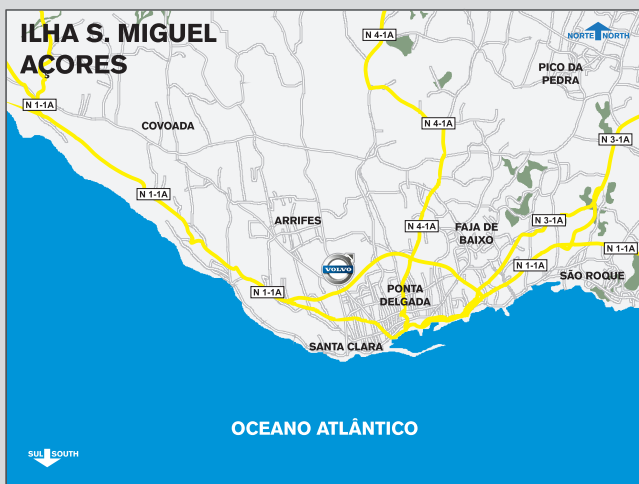 ILHA S. MIGUEL
AÇORES
N 4-1A
NORTE NORTH
PICO DA
PEDRA
N 1-1A
COVOADA
N 4-1A
N 3-1A
N 1-1A
ARRIFES
N 4-1A
FAJA DE
BAIXO
N 3-1A
N 1-1A
N 1-1A
VOLVO
SÃO ROQUE
N 1-1A
PONTA
DELGADA
SANTA CLARA
OCEANO ATLÂNTICO
SUL SOUTH